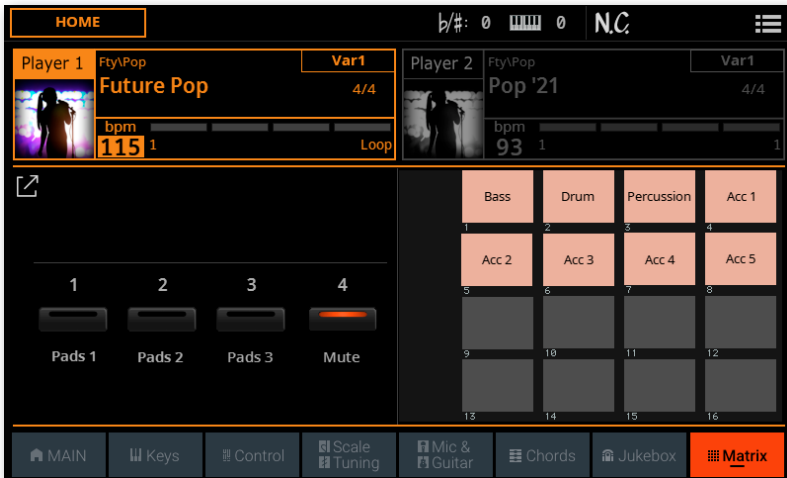 HOME
b/#: 0
0
N.C.
Player 1
Fty\Pop
Var1
Future Pop
4/4
bpm
115
1
Loop
Player 2
Fty\Pop
Var1
Pop '21
4/4
bpm
93
1
1
1 2 3 4
Pads 1 Pads 2 Pads 3 Mute
Bass Drum Percussion Acc 1
1 2 3 4
Acc 2 Acc 3 Acc 4 Acc 5
5 6 7 8
9 10 11 12
13 14 15 16
MAIN
Keys
Control
Scale
Tuning
Mic &
Guitar
Chords
Jukebox
Matrix